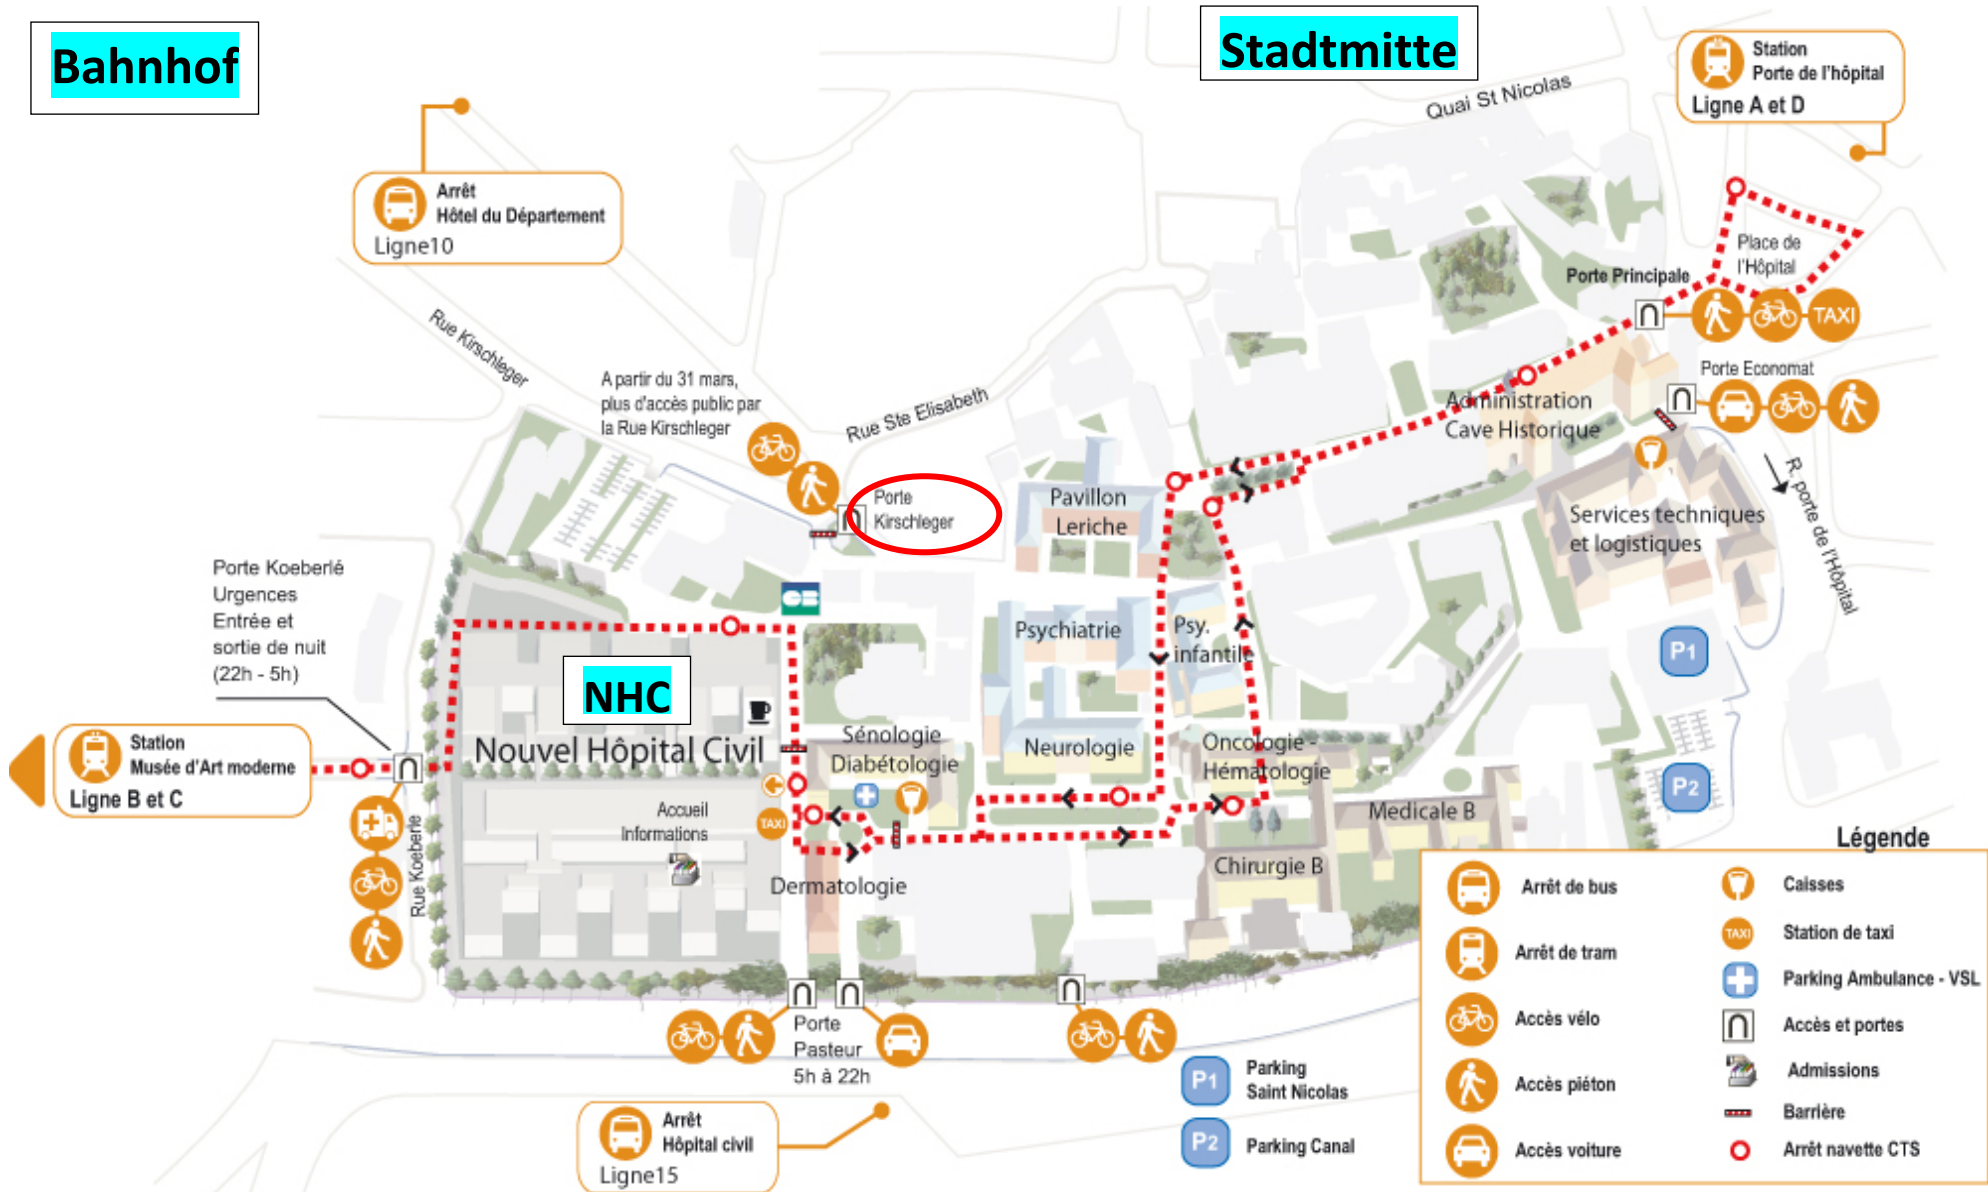 Bahnhof
Stadtmitte
Station
Porte de l'hôpital
Ligne A et D
Quai St Nicolas
Arrêt
Hôtel du Département
Ligne10
Place de
l'Hôpital
Porte Principale
TAXI
Rue Kirschleger
A partir du 31 mars,
plus d'accès public par
la Rue Kirschleger
Rue Ste Elisabeth
Porte Economat
Administration
Cave Historique
Porte
Kirschleger
Pavillon
Leriche
Services techniques
et logistiques
R. porte de l'Hôpital
Porte Koeberlé
Urgences
Entrée et
sortie de nuit
(22h - 5h)
CB
Psychiatrie
Psy.
infantile
P1
NHC
Nouvel Hôpital Civil
Sénologie
Diabétologie
Neurologie
Oncologie -
Hématologie
Station
Musée d'Art moderne
Ligne B et C
P2
Accueil
Informations
TAXI
Medicale B
Rue Koeberle
Dermatologie
Chirurgie B
Porte
Pasteur
5h à 22h
Arrêt
Hôpital civil
Ligne15
P1
Parking
Saint Nicolas
P2
Parking Canal
Légende
Arrêt de bus
Arrêt de tram
Accès vélo
Accès piéton
Accès voiture
Caisses
TAXI
Station de taxi
Parking Ambulance - VSL
Accès et portes
Admissions
Barrière
Arrêt navette CTS